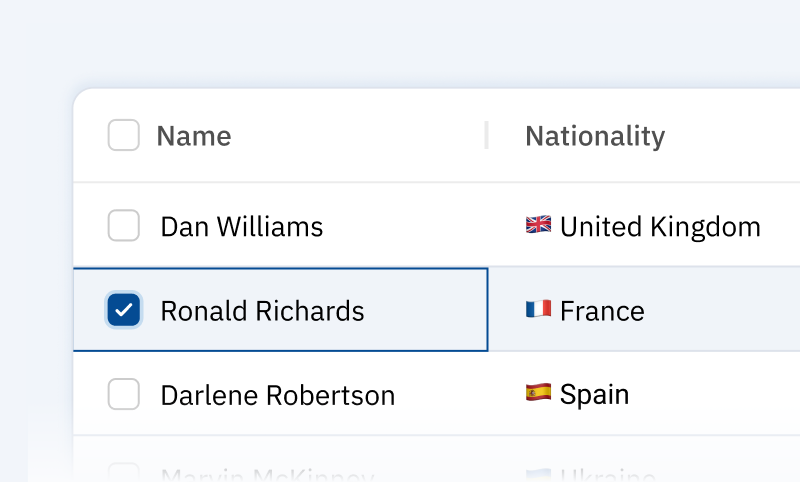 Name Nationality
Dan Williams 🇬🇧 United Kingdom
Ronald Richards 🇫🇷 France
Darlene Robertson 🇪🇸 Spain
Marvin McKinney Ukraine